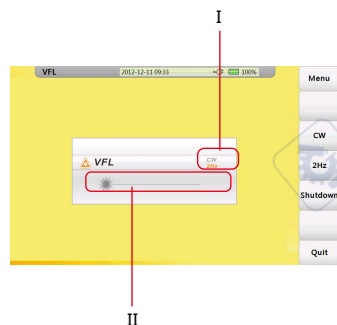 I
VFL 2012-12-11 09:33 100%
Menu
CW
VFL CW
2Hz
2Hz
Shutdown
Quit
II